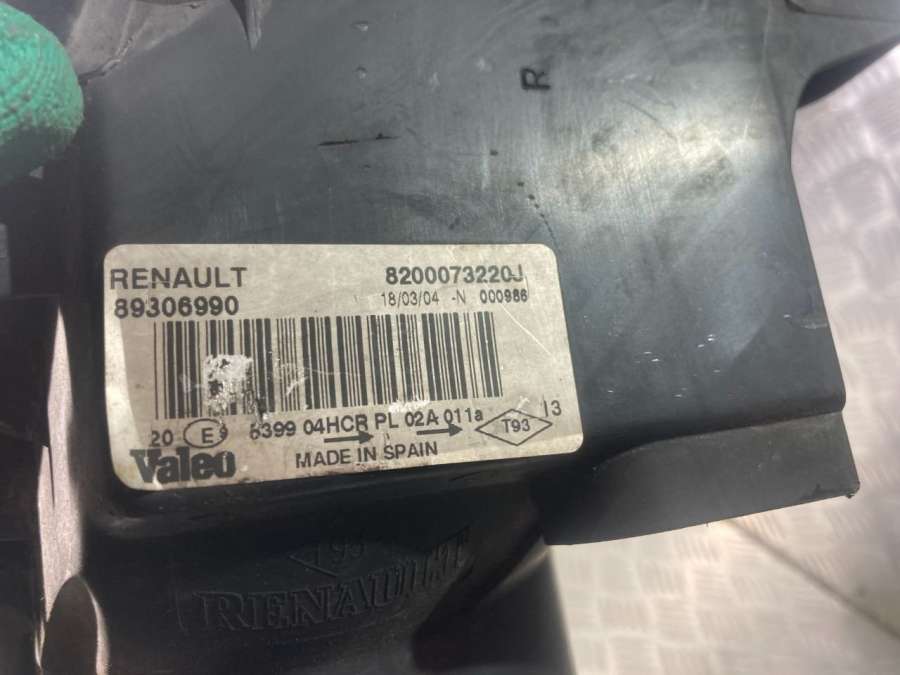 R
RENAULT 8200073220J
89306990 18/03/04 -N 000986
20 E9 6399 04HCR PL 02A 011a T93 13
Valeo MADE IN SPAIN
T93
RENAULT